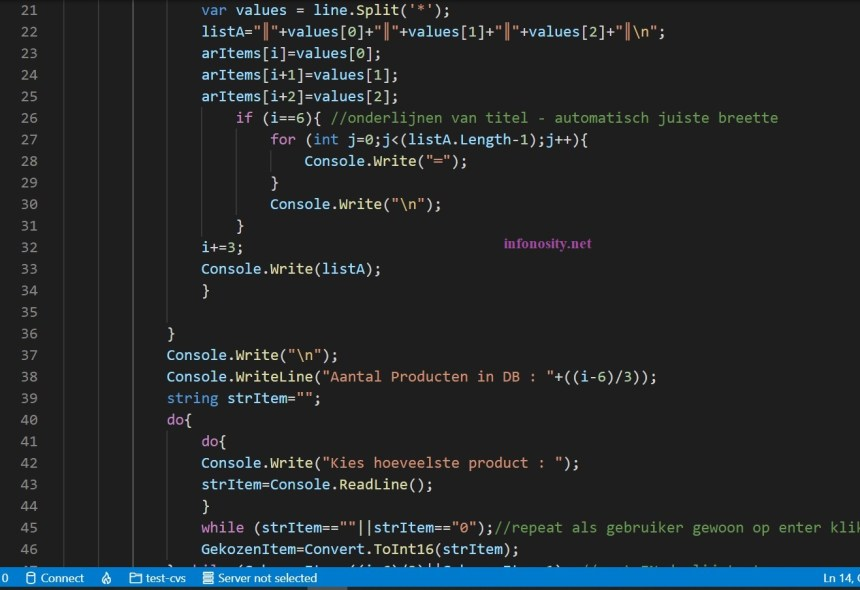 21 var values = line.Split('*');
22 listA="║"+values[0]+"║"+values[1]+"║"+values[2]+"║\n";
23 arItems[i]=values[0];
24 arItems[i+1]=values[1];
25 arItems[i+2]=values[2];
26 if (i==6){ //onderlijnen van titel - automatisch juiste breette
27 for (int j=0;j<(listA.Length-1);j++){
28 Console.Write("=");
29 }
30 Console.Write("\n");
31 }
32 i+=3;
infonosity.net
33 Console.Write(listA);
34 }
35
36 }
37 Console.Write("\n");
38 Console.WriteLine("Aantal Producten in DB : "+((i-6)/3));
39 string strItem="";
40 do{
41 do{
42 Console.Write("Kies hoeveelste product : ");
43 strItem=Console.ReadLine();
44 }
45 while (strItem==""||strItem=="0");//repeat als gebruiker gewoon op enter klik
46 GekozenItem=Convert.ToInt16(strItem);
0 Connect test-cvs Server not selected Ln 14,